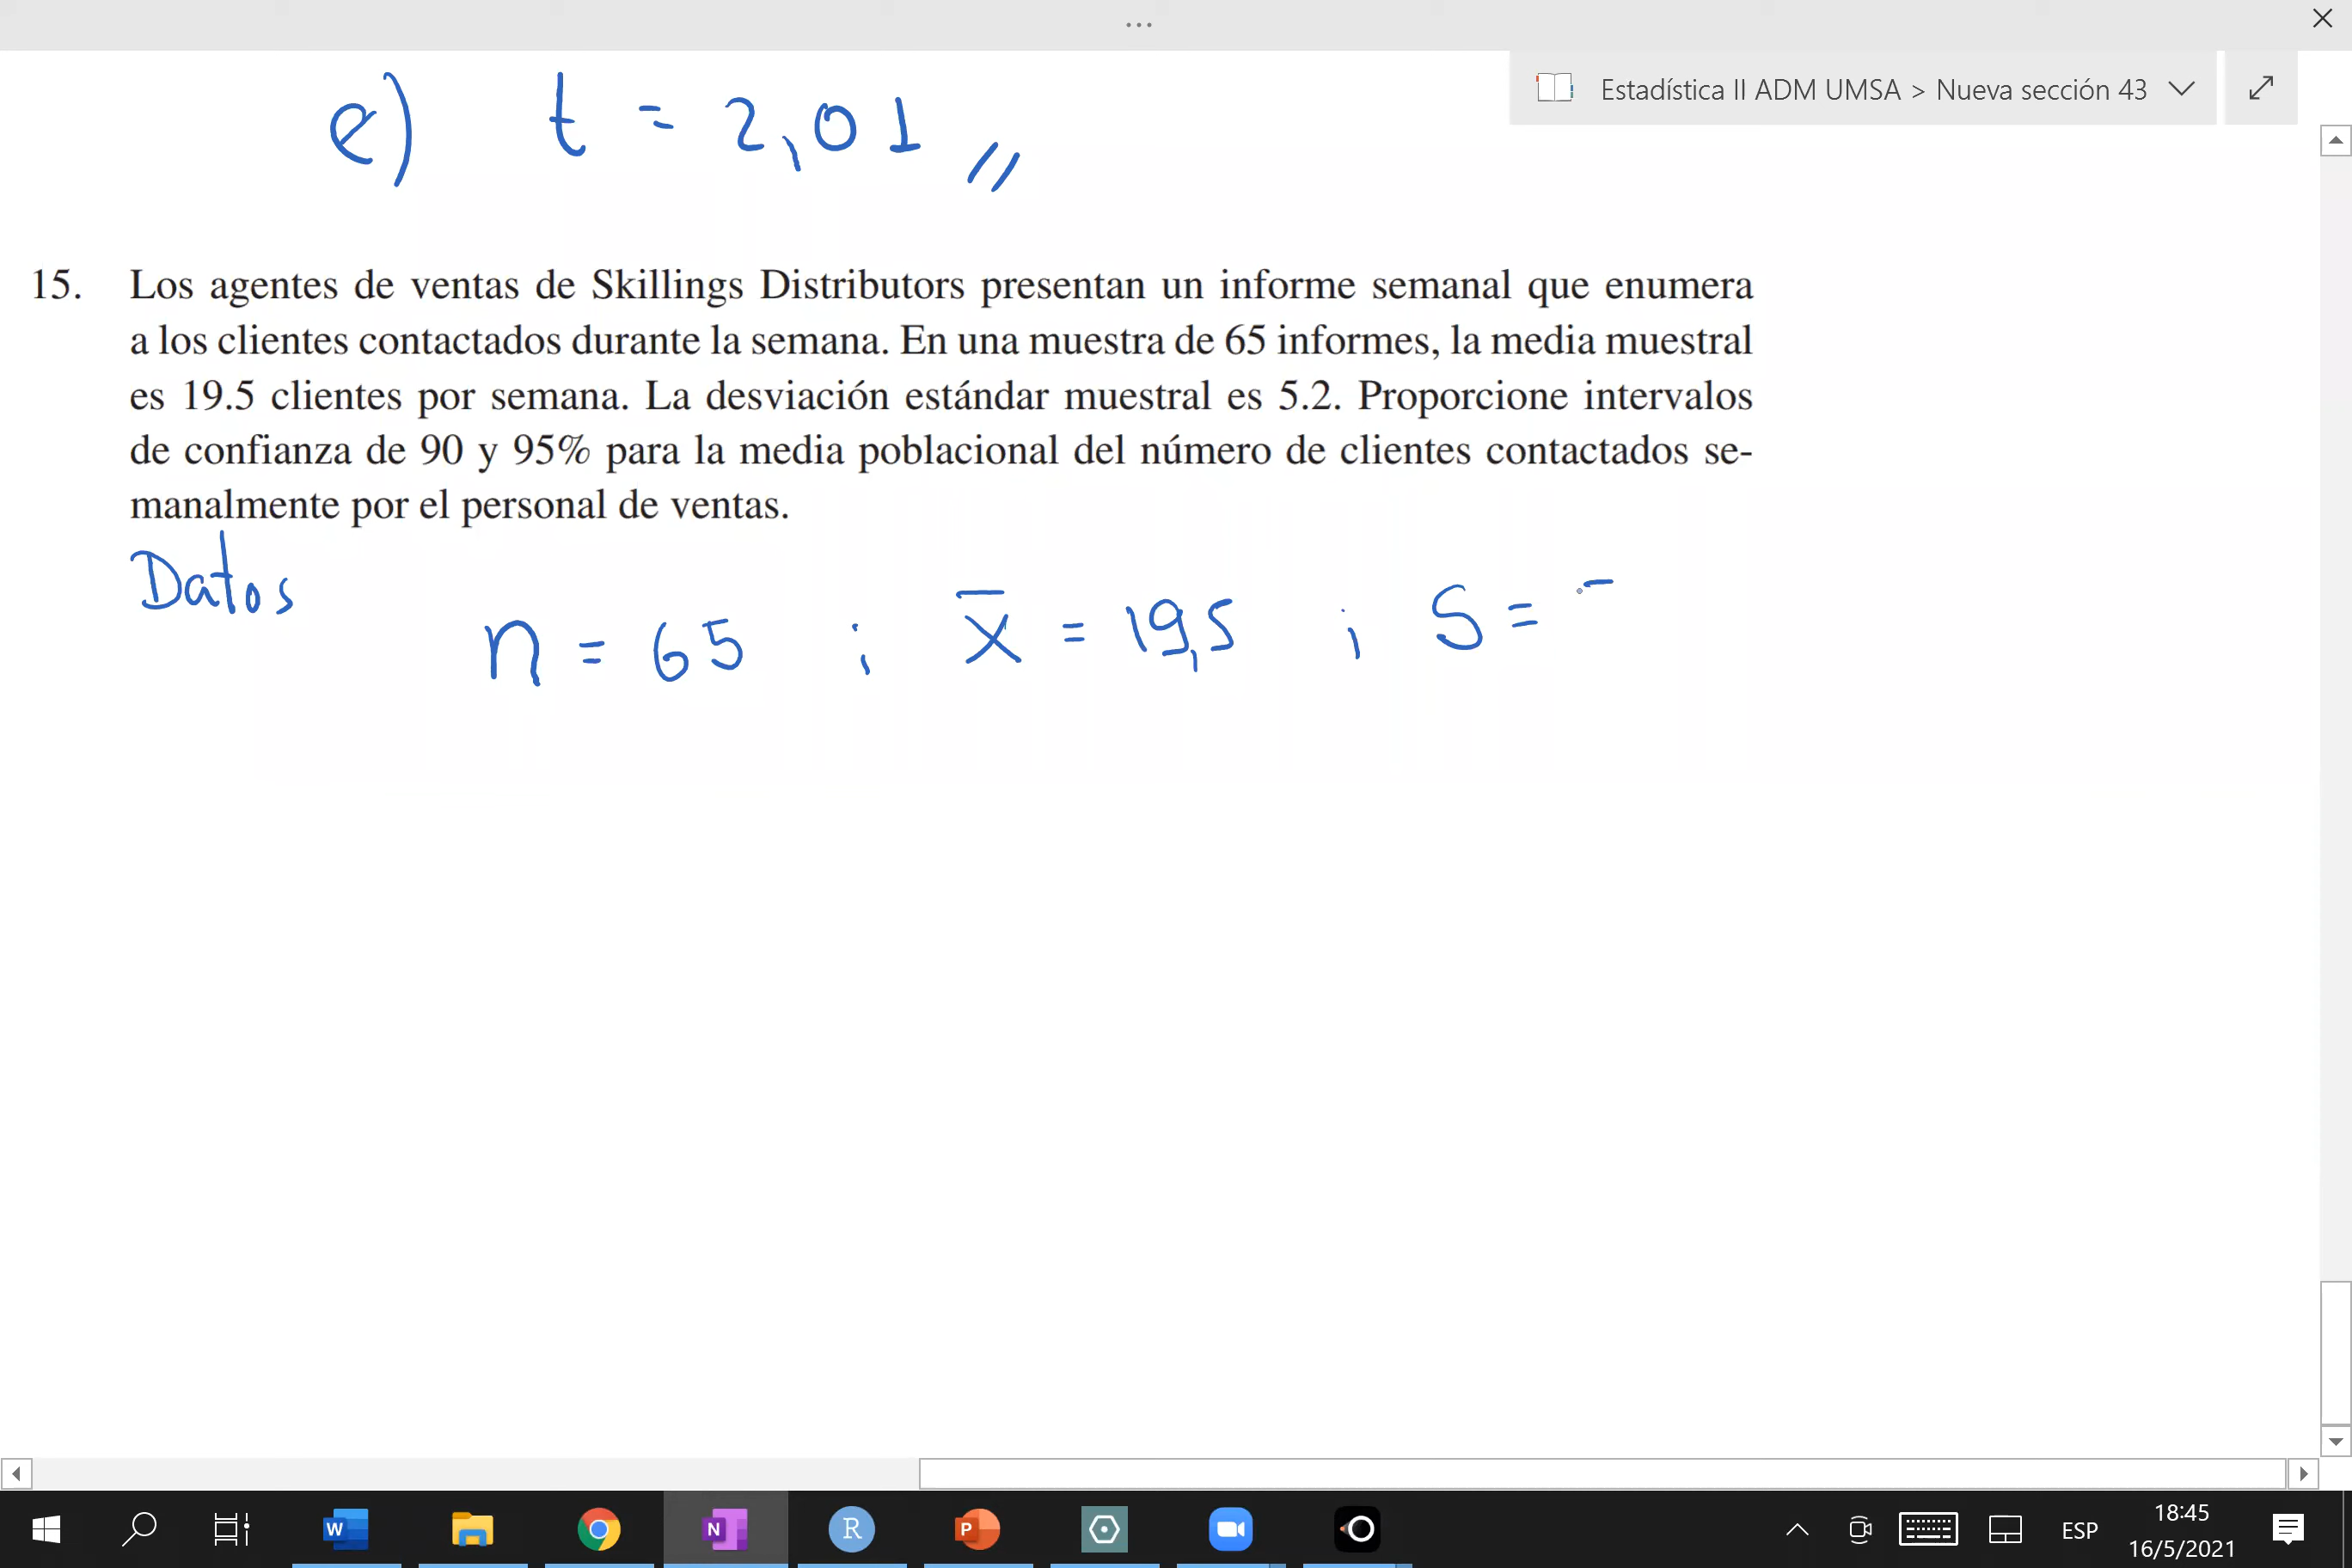 Estadística II ADM UMSA > Nueva sección 43
e) t = 2,01 //
15. Los agentes de ventas de Skillings Distributors presentan un informe semanal que enumera
a los clientes contactados durante la semana. En una muestra de 65 informes, la media muestral
es 19.5 clientes por semana. La desviación estándar muestral es 5.2. Proporcione intervalos
de confianza de 90 y 95% para la media poblacional del número de clientes contactados se-
manalmente por el personal de ventas.
Datos
n = 65 ; x̅ = 19,5 ; S =
ESP
18:45
16/5/2021